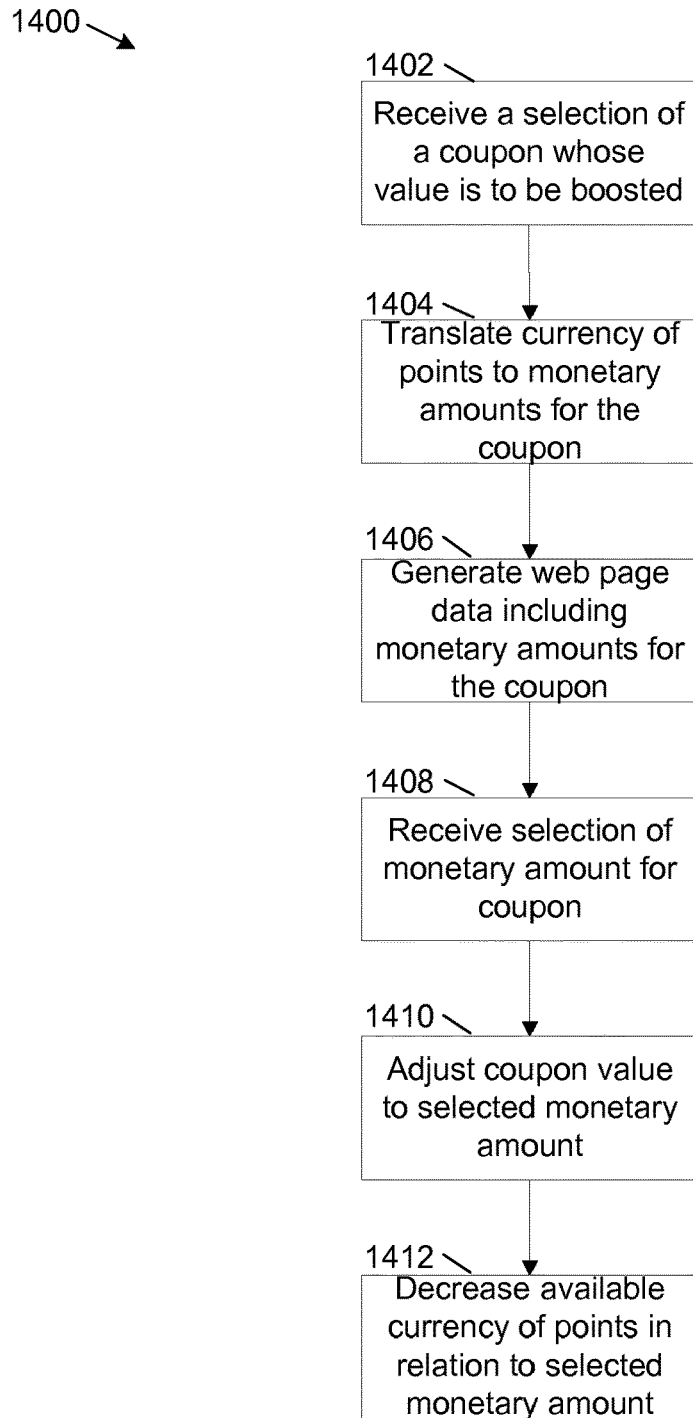 1400
1402
Receive a selection of
a coupon whose
value is to be boosted
1404
Translate currency of
points to monetary
amounts for the
coupon
1406
Generate web page
data including
monetary amounts for
the coupon
1408
Receive selection of
monetary amount for
coupon
1410
Adjust coupon value
to selected monetary
amount
1412
Decrease available
currency of points in
relation to selected
monetary amount